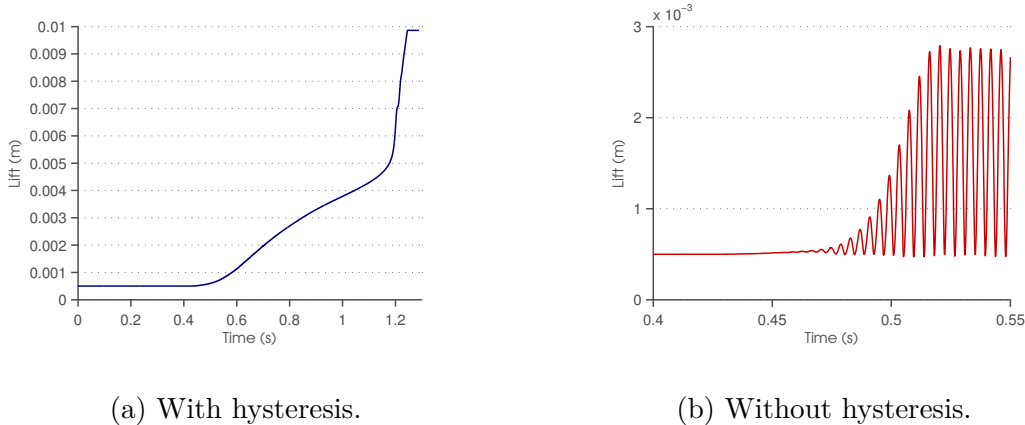 0.01
0.009
0.008
0.007
0.006
0.005
0.004
0.003
0.002
0.001
0
Lift (m)
0 0.2 0.4 0.6 0.8 1 1.2
Time (s)
(a) With hysteresis.
x 10⁻³
3
2
1
0
Lift (m)
0.4 0.45 0.5 0.55
Time (s)
(b) Without hysteresis.